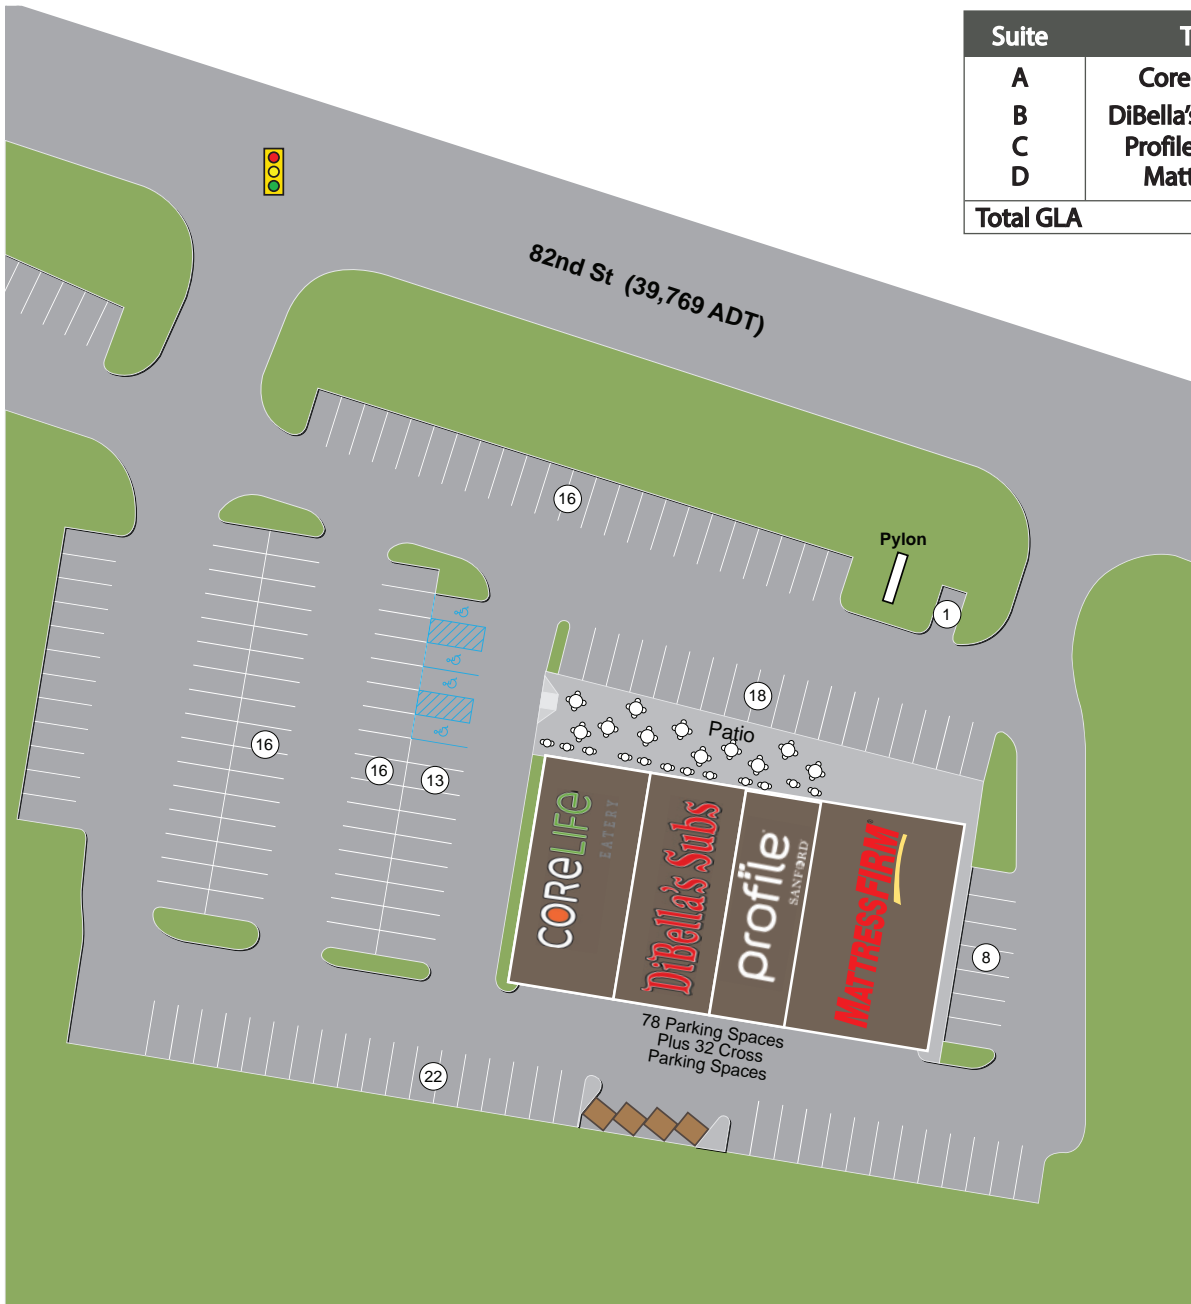 Suite T
A Core
B DiBella's
C Profile
D Matt
Total GLA
82nd St (39,769 ADT)
16
Pylon
1
18
Patio
16
16
13
CORELIFE
EATERY
DiBella's Subs
profile
SANFORD
MATTRESSFIRM
8
78 Parking Spaces
Plus 32 Cross
Parking Spaces
22